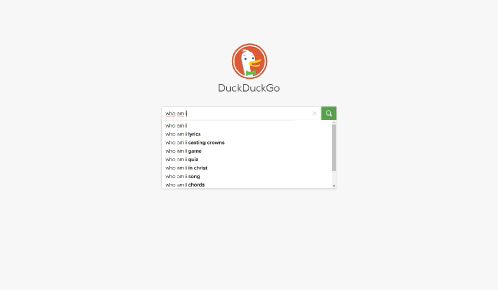 DuckDuckGo
who am i
who am i
who am i lyrics
who am i casting crowns
who am i game
who am i quiz
who am i in christ
who am i song
who am i chords